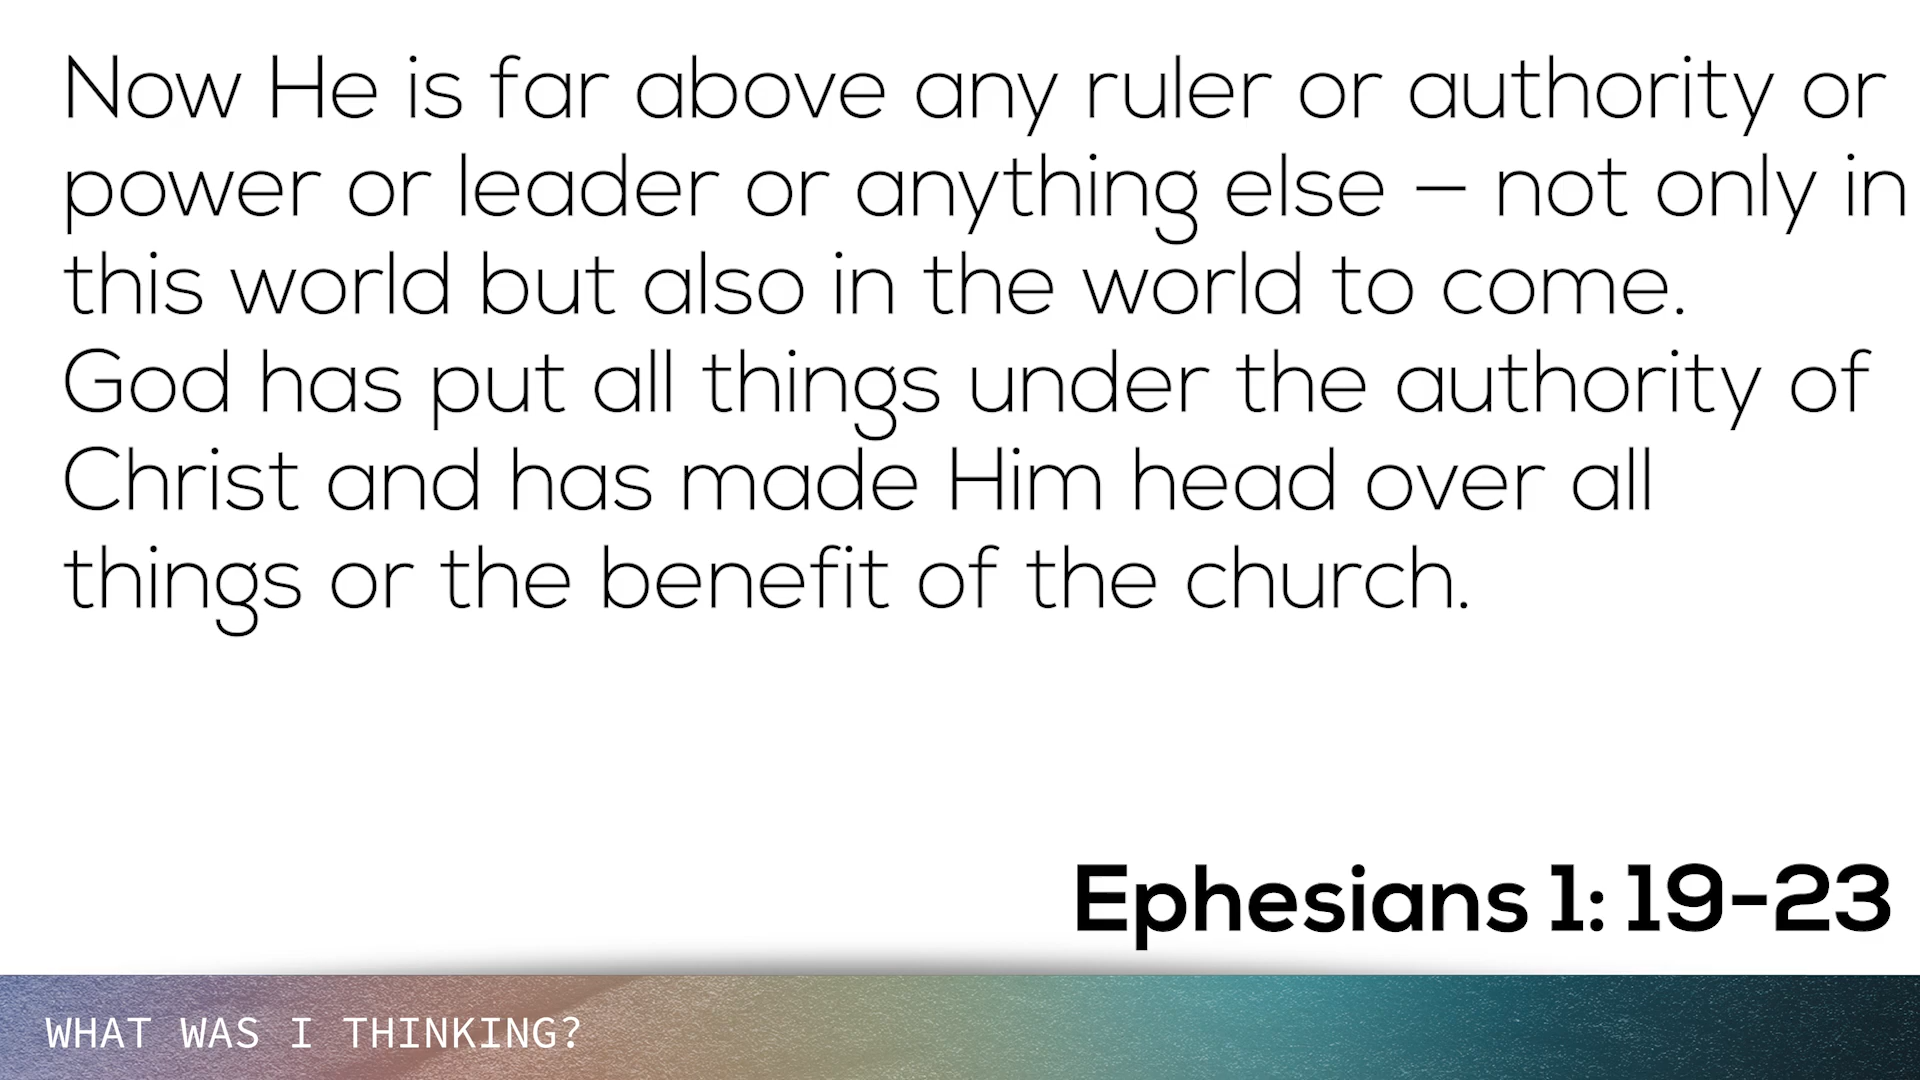 Now He is far above any ruler or authority or
power or leader or anything else – not only in
this world but also in the world to come.
God has put all things under the authority of
Christ and has made Him head over all
things or the benefit of the church.
Ephesians 1: 19-23
WHAT WAS I THINKING?